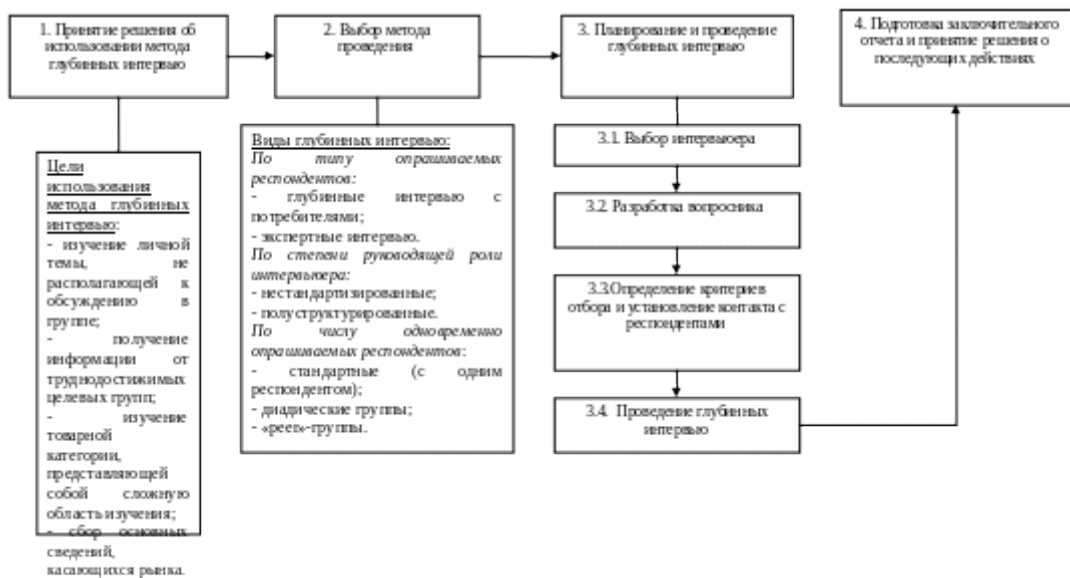 1. Принятие решения об
использовании метода
глубинных интервью
2. Выбор метода
проведения
3. Планирование и проведение
глубинных интервью
4. Подготовка заключительного
отчета и принятие решения о
последующих действиях
Цели
использования
метода глубинных
интервью:
- изучение личной
темы, не
располагающей к
обсуждению в
группе;
- получение
информации от
труднодостижимых
целевых групп;
- изучение
товарной
категории,
представляющей
собой сложную
область изучения;
- сбор основных
сведений,
касающихся рынка.
Виды глубинных интервью:
По типу опрашиваемых
респондентов:
- глубинные интервью с
потребителями;
- экспертные интервью.
По степени руководящей роли
интервьюера:
- нестандартизированные;
- полуструктурированные.
По числу одновременно
опрашиваемых респондентов:
- стандартные (с одним
респондентом);
- диадические группы;
- «peer»-группы.
3.1. Выбор интервьюера
3.2. Разработка вопросника
3.3.Определение критериев
отбора и установление контакта с
респондентами
3.4. Проведение глубинных
интервью